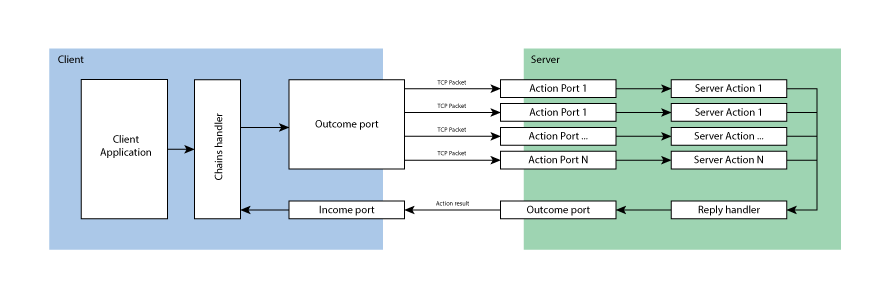 Client
Server
Client
Application
Chains handler
Outcome port
TCP Packet
Action Port 1
Server Action 1
TCP Packet
Action Port 1
Server Action 1
TCP Packet
Action Port ...
Server Action ...
TCP Packet
Action Port N
Server Action N
Income port
Action result
Outcome port
Reply handler